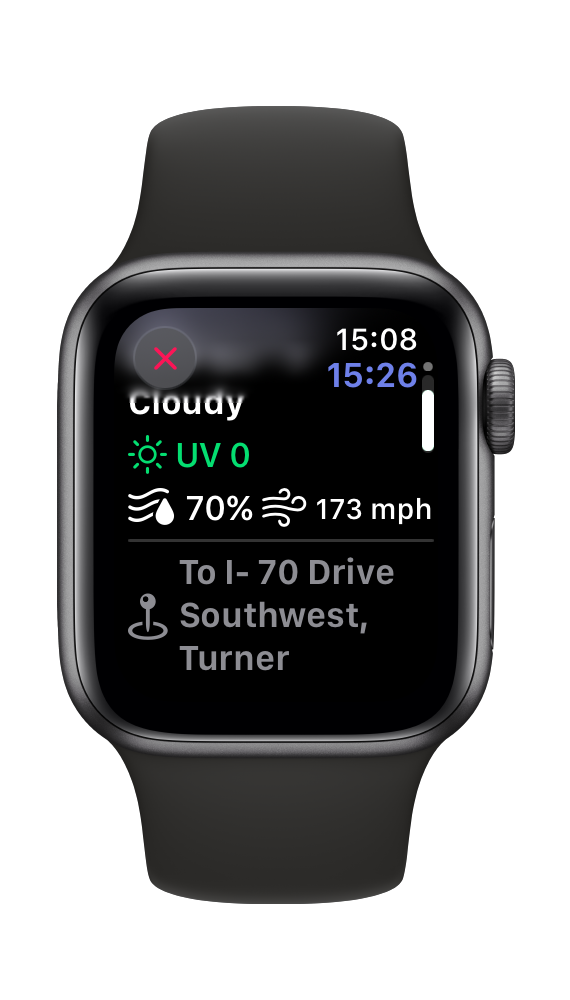 15:08
15:26
Cloudy
UV 0
70% 173 mph
To I- 70 Drive
Southwest,
Turner